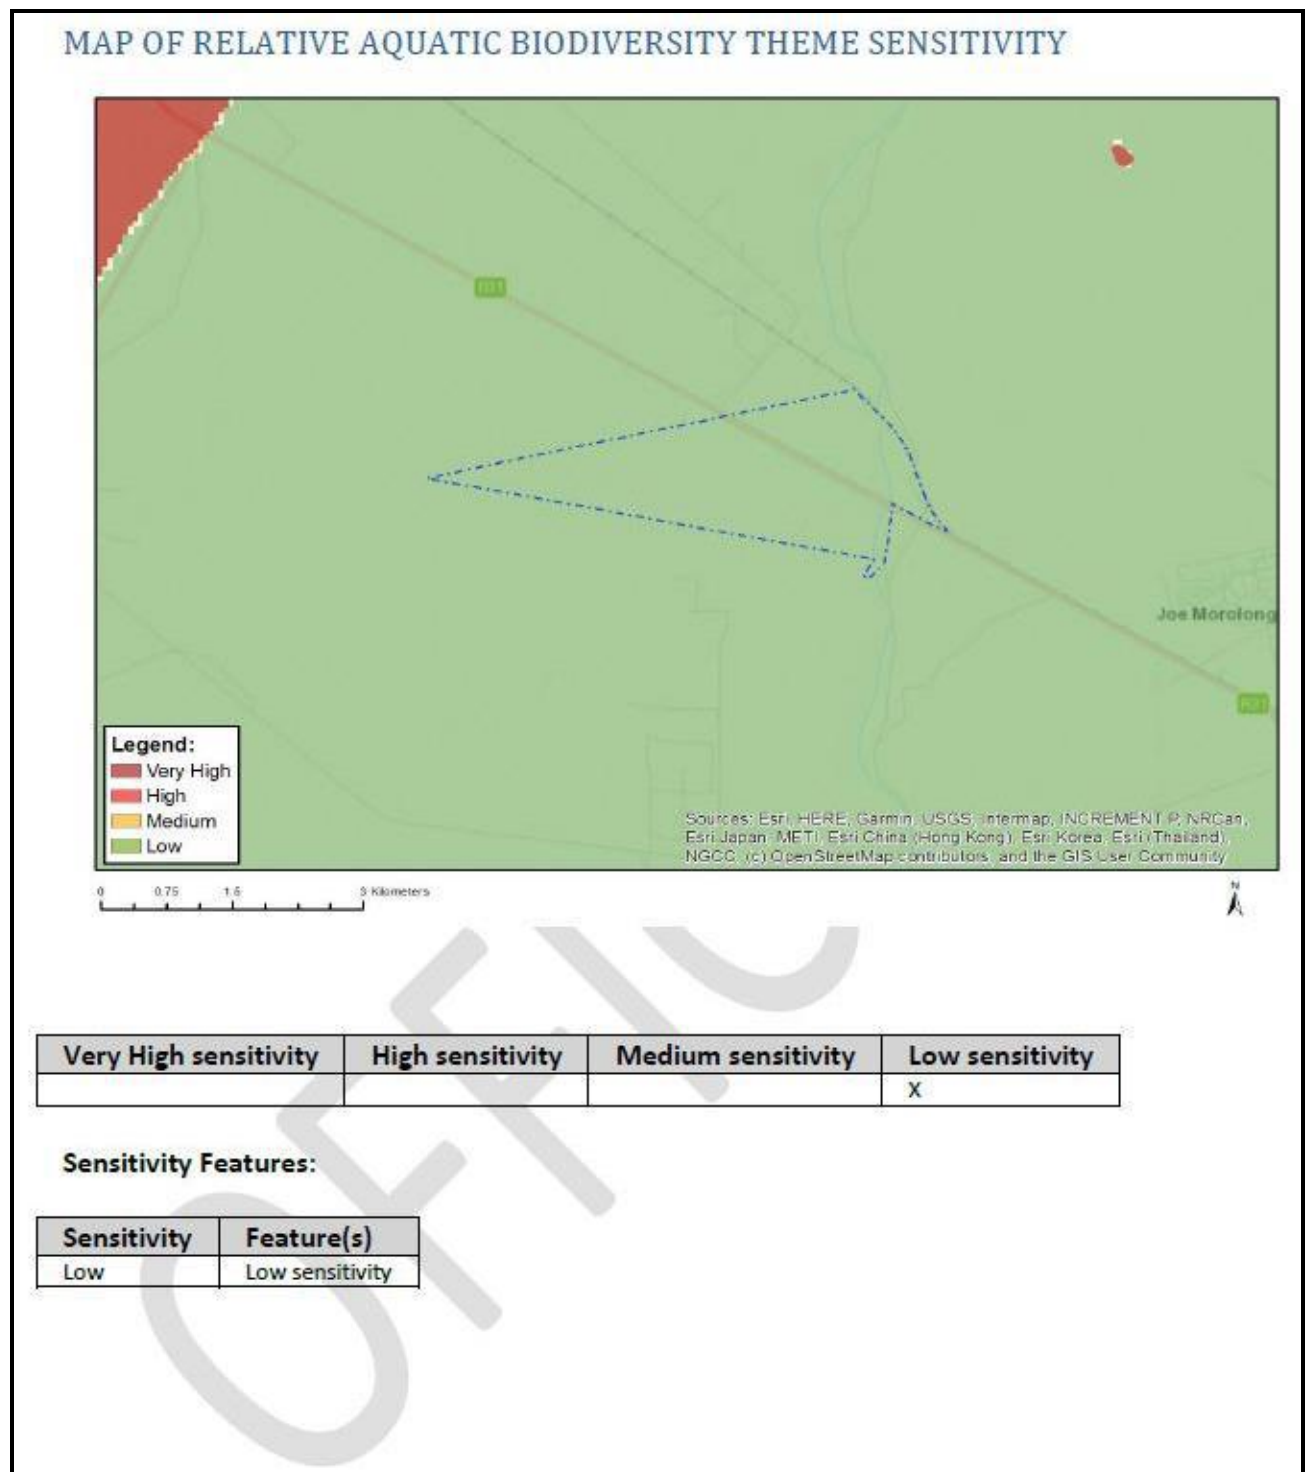 MAP OF RELATIVE AQUATIC BIODIVERSITY THEME SENSITIVITY
Joe Morolong
Legend:
Very High
High
Medium
Low
Sources: Esri, HERE, Garmin, USGS, Intermap, INCREMENT P, NRCan,
Esri Japan, METI, Esri China (Hong Kong), Esri Korea, Esri (Thailand),
NGCC, (c) OpenStreetMap contributors, and the GIS User Community
0 0.75 1.5 3 Kilometers
N
Very High sensitivity High sensitivity Medium sensitivity Low sensitivity
X
Sensitivity Features:
Sensitivity Feature(s)
Low Low sensitivity
OFFIC